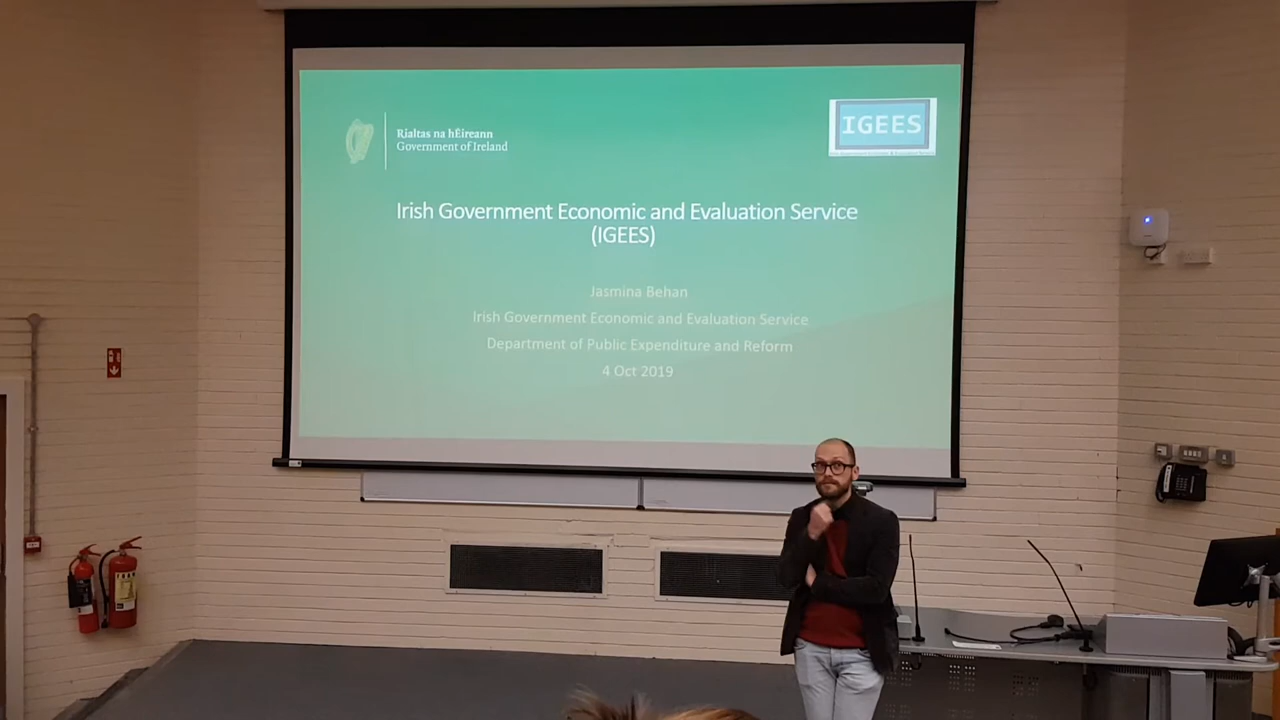 Rialtas na hÉireann
Government of Ireland
IGEES
Irish Government Economic and Evaluation Service
(IGEES)
Jasmina Behan
Irish Government Economic and Evaluation Service
Department of Public Expenditure and Reform
4 Oct 2019